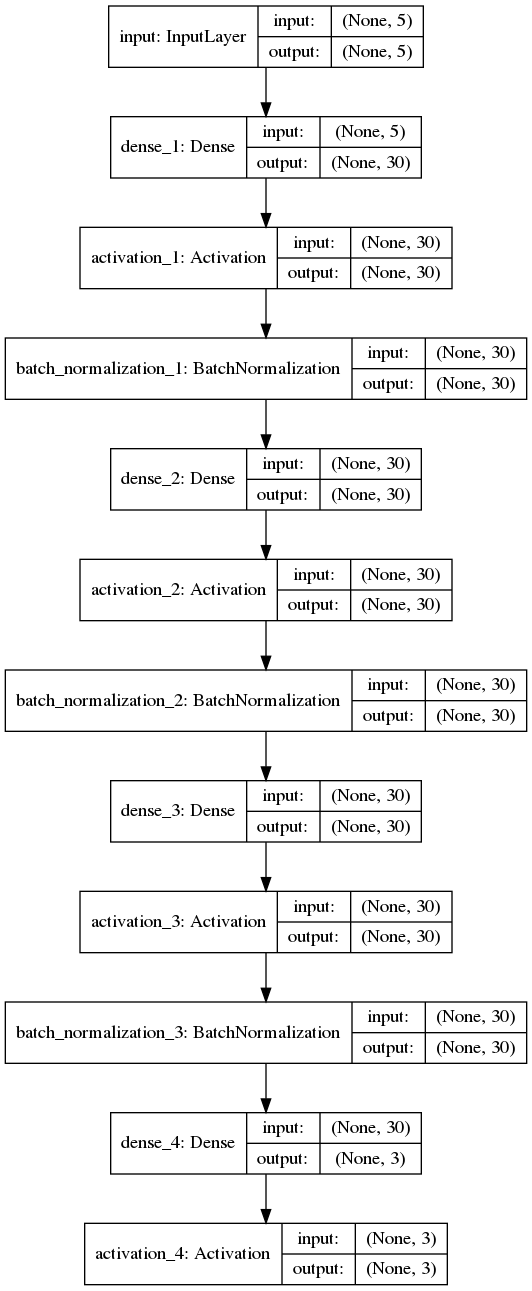 input: InputLayer
input: (None, 5)
output: (None, 5)
dense_1: Dense
input: (None, 5)
output: (None, 30)
activation_1: Activation
input: (None, 30)
output: (None, 30)
batch_normalization_1: BatchNormalization
input: (None, 30)
output: (None, 30)
dense_2: Dense
input: (None, 30)
output: (None, 30)
activation_2: Activation
input: (None, 30)
output: (None, 30)
batch_normalization_2: BatchNormalization
input: (None, 30)
output: (None, 30)
dense_3: Dense
input: (None, 30)
output: (None, 30)
activation_3: Activation
input: (None, 30)
output: (None, 30)
batch_normalization_3: BatchNormalization
input: (None, 30)
output: (None, 30)
dense_4: Dense
input: (None, 30)
output: (None, 3)
activation_4: Activation
input: (None, 3)
output: (None, 3)